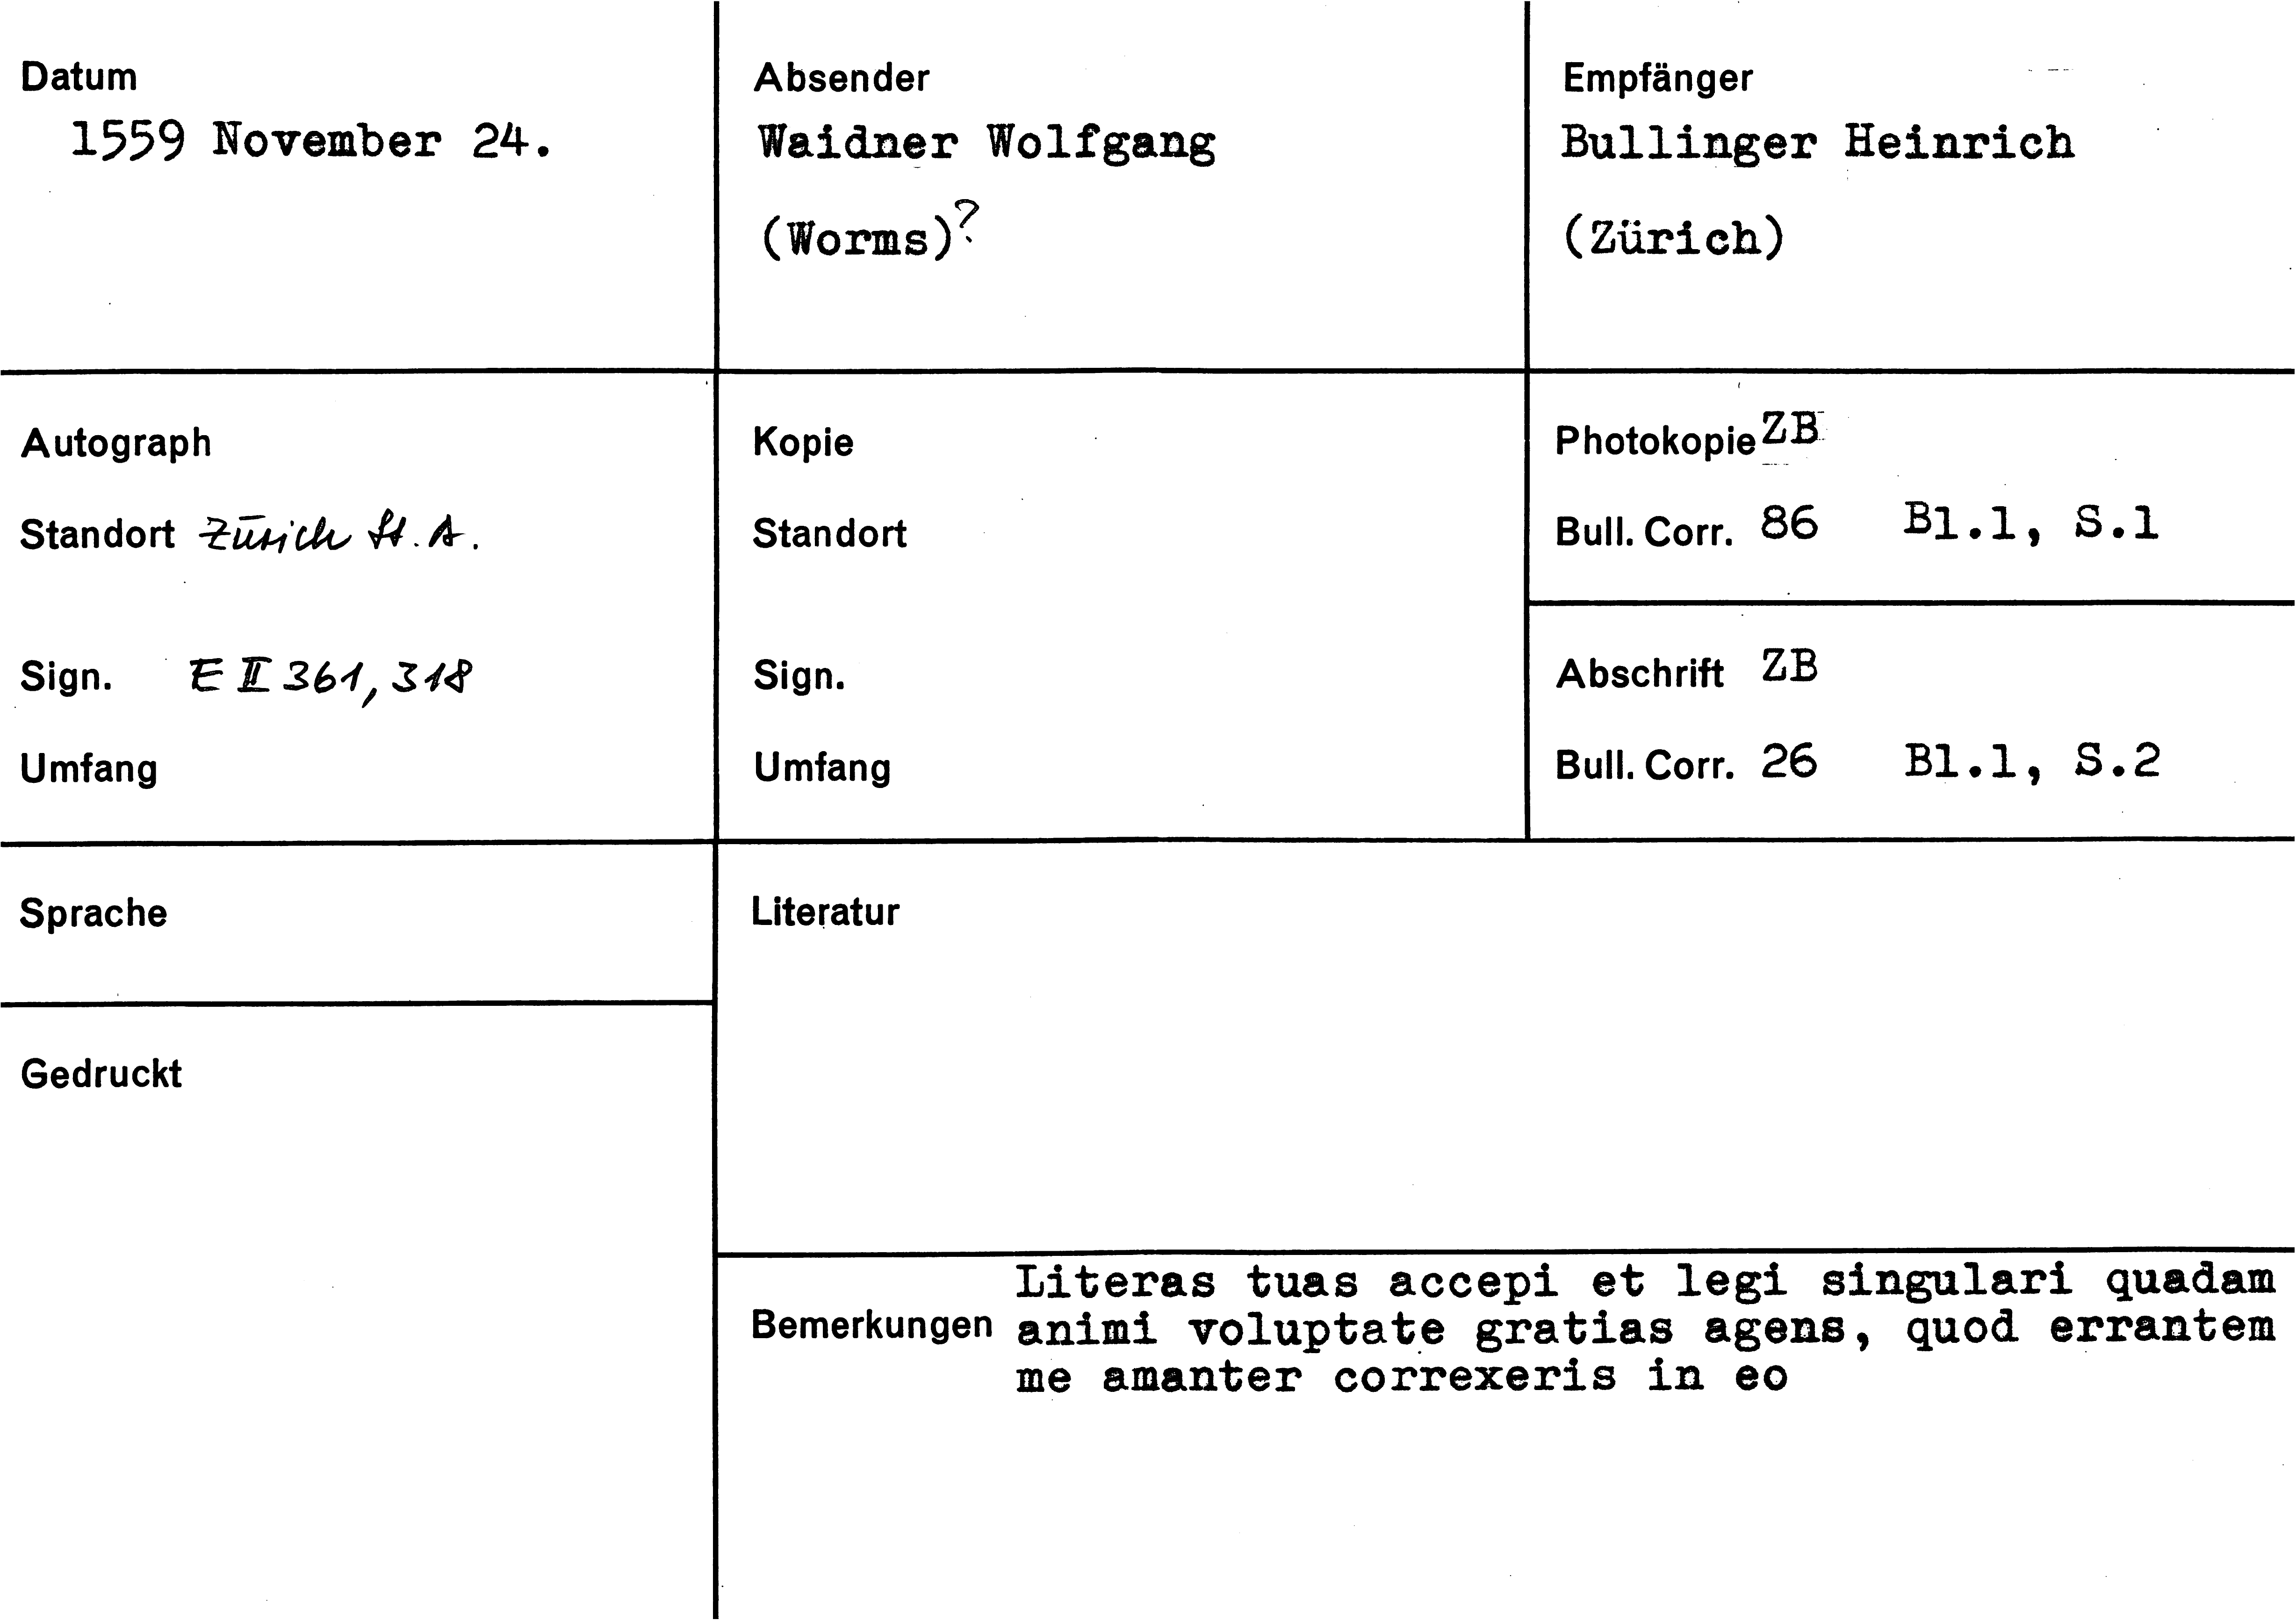 Datum
1559 November 24.
Absender
Waidner Wolfgang
(Worms)?
Empfänger
Bullinger Heinrich
(Zürich)
Autograph
Standort Zürich St. A.
Sign. E II 361, 318
Umfang
Kopie
Standort
Sign.
Umfang
Photokopie ZB
Bull. Corr. 86 Bl.1, S.1
Abschrift ZB
Bull. Corr. 26 Bl.1, S.2
Sprache
Gedruckt
Literatur
Bemerkungen
Literas tuas accepi et legi singulari quadam
animi voluptate gratias agens, quod errantem
me amanter correxeris in eo